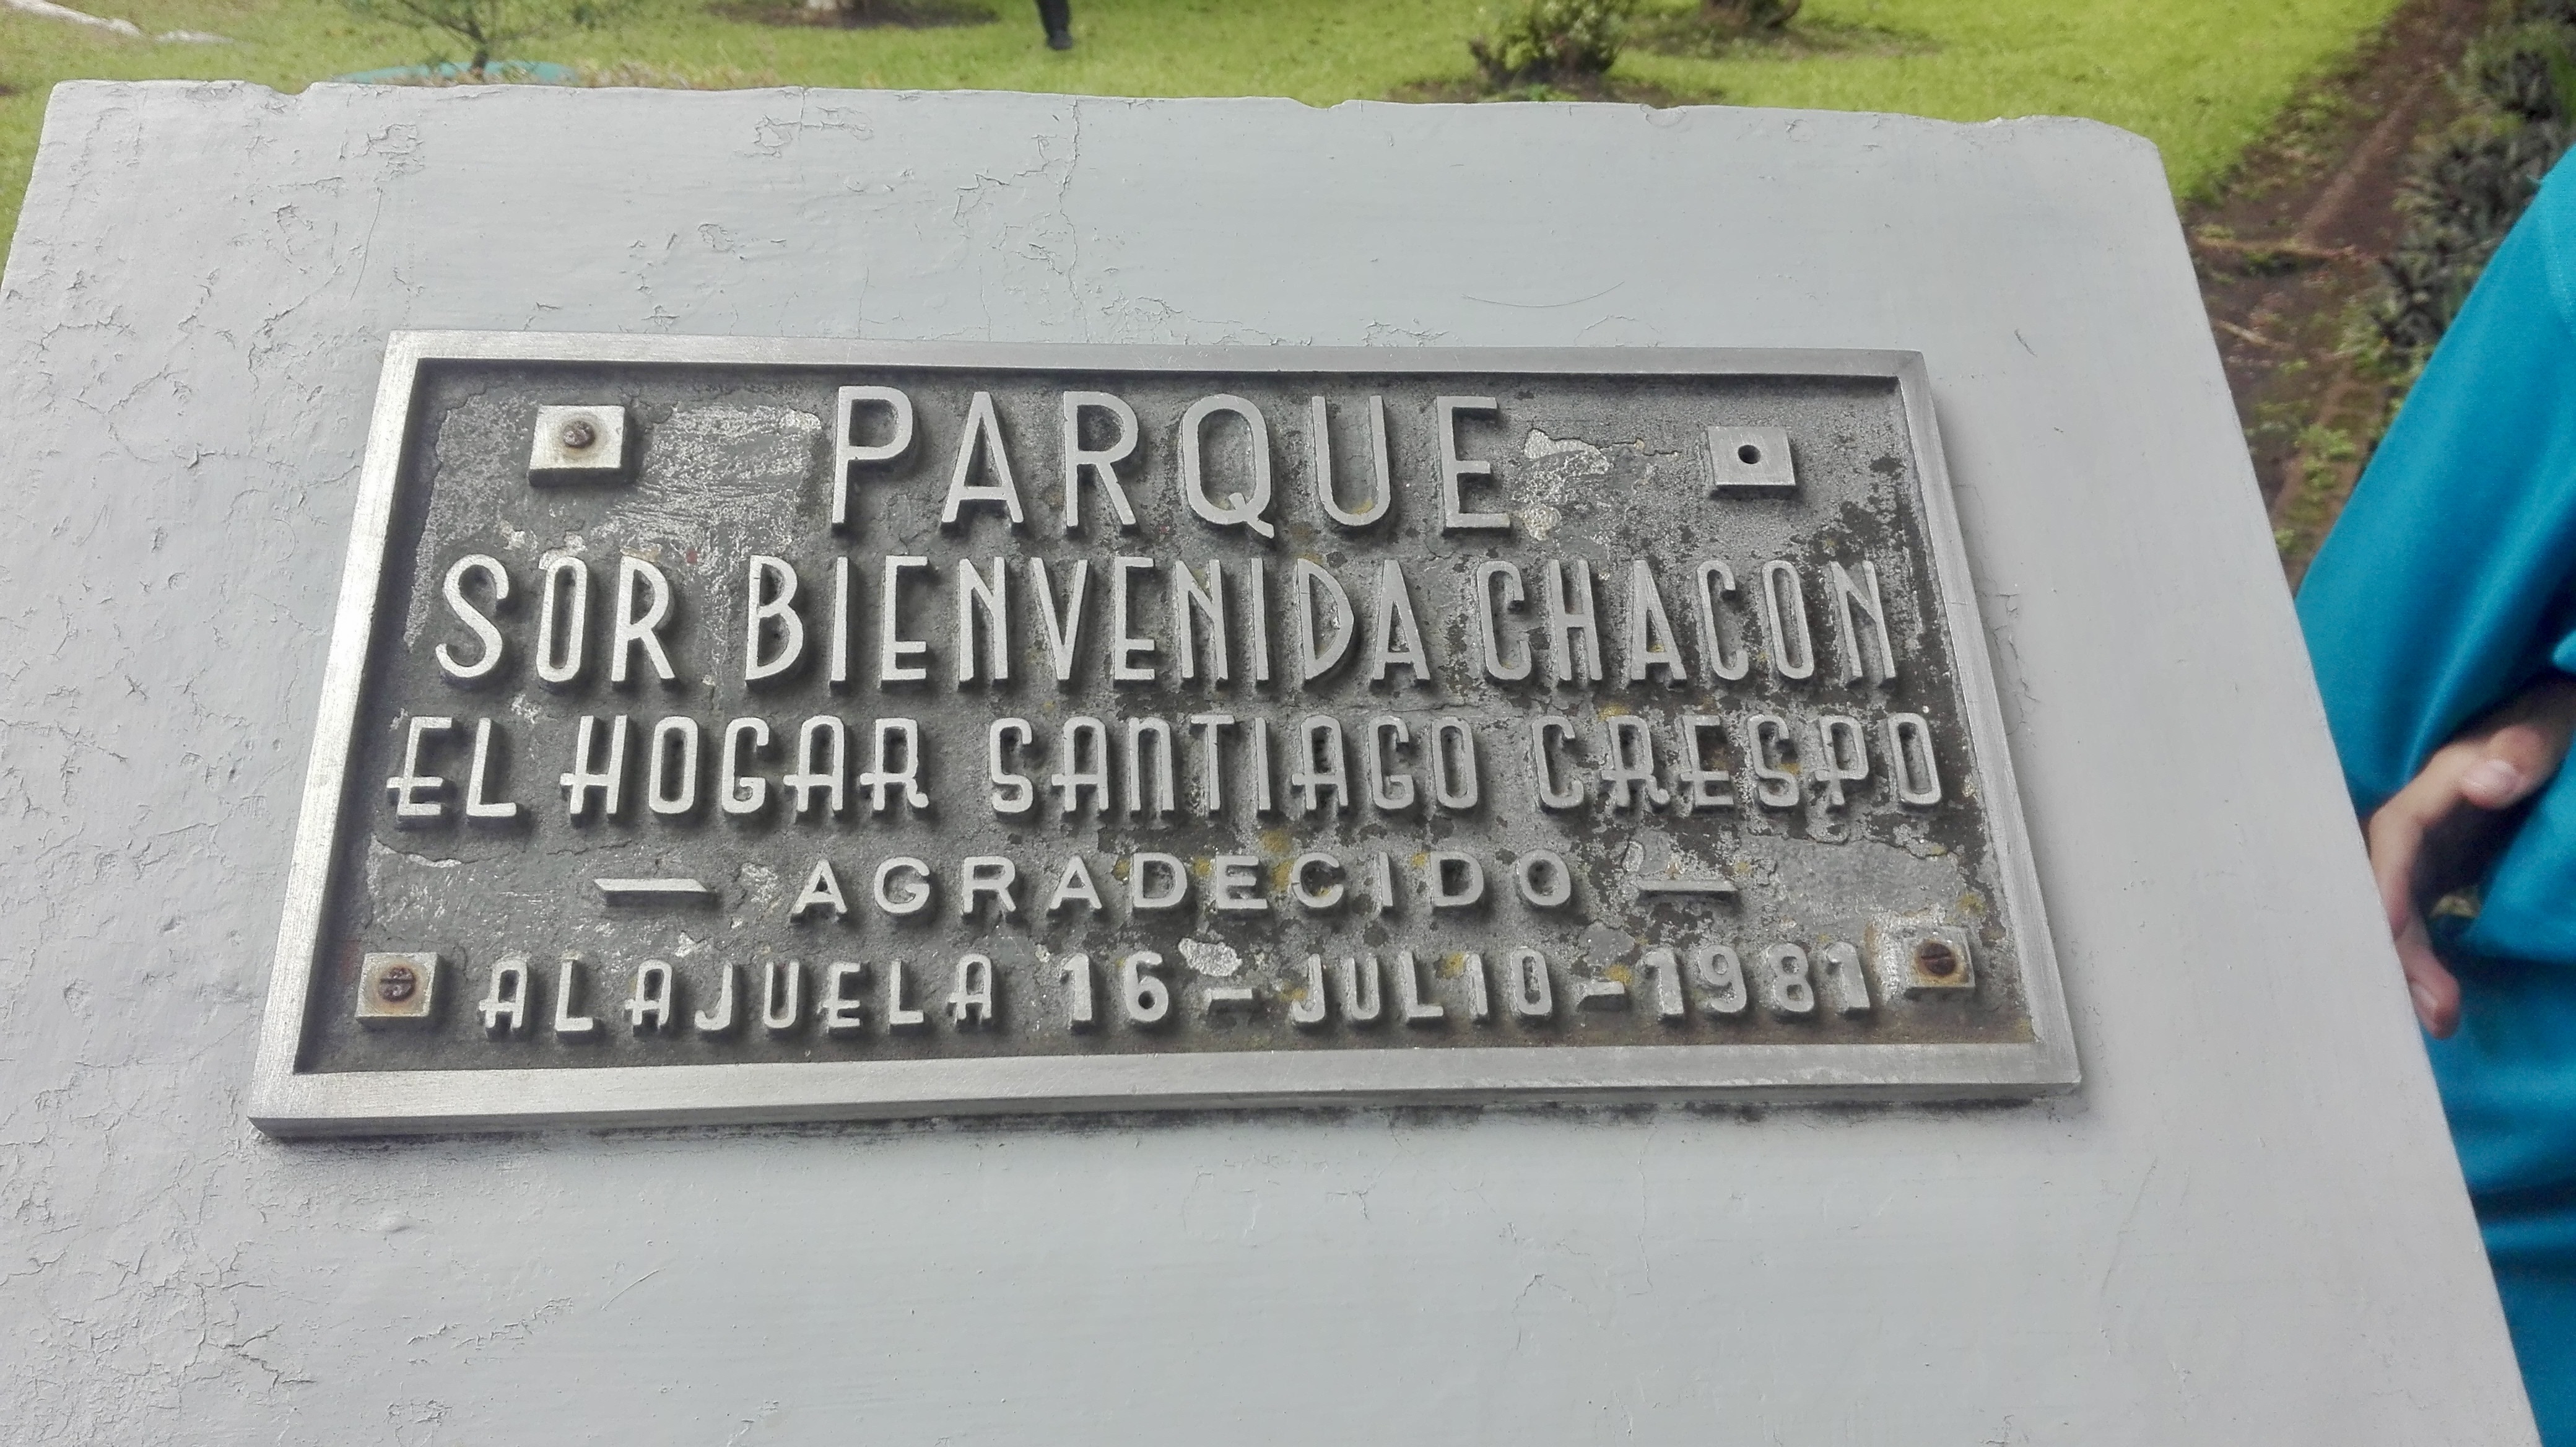 PARQUE
SOR BIENVENIDA CHACON
EL HOGAR SANTIAGO CRESPO
— AGRADECIDO —
ALAJUELA 16 - JULIO - 1981